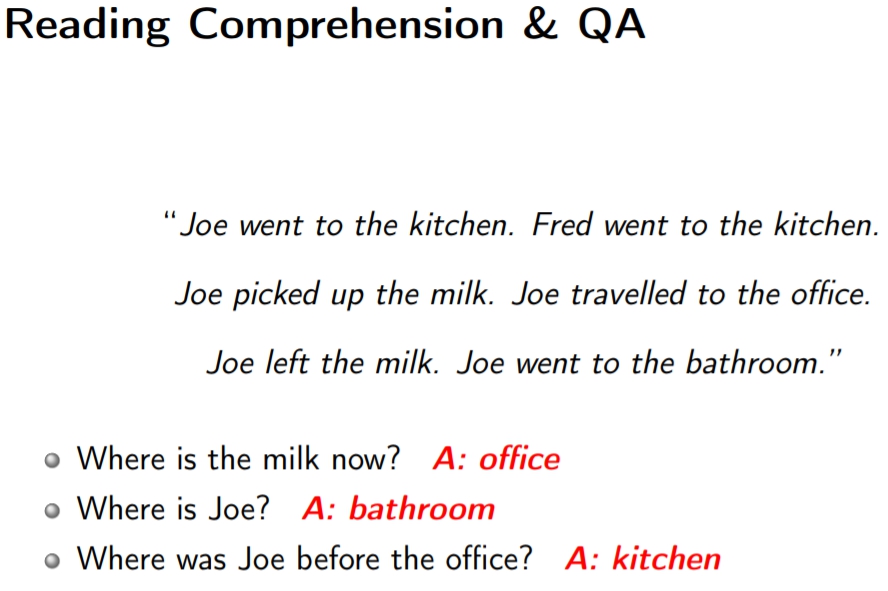 Reading Comprehension & QA
“Joe went to the kitchen. Fred went to the kitchen.
Joe picked up the milk. Joe travelled to the office.
Joe left the milk. Joe went to the bathroom.”
Where is the milk now? A: office
Where is Joe? A: bathroom
Where was Joe before the office? A: kitchen